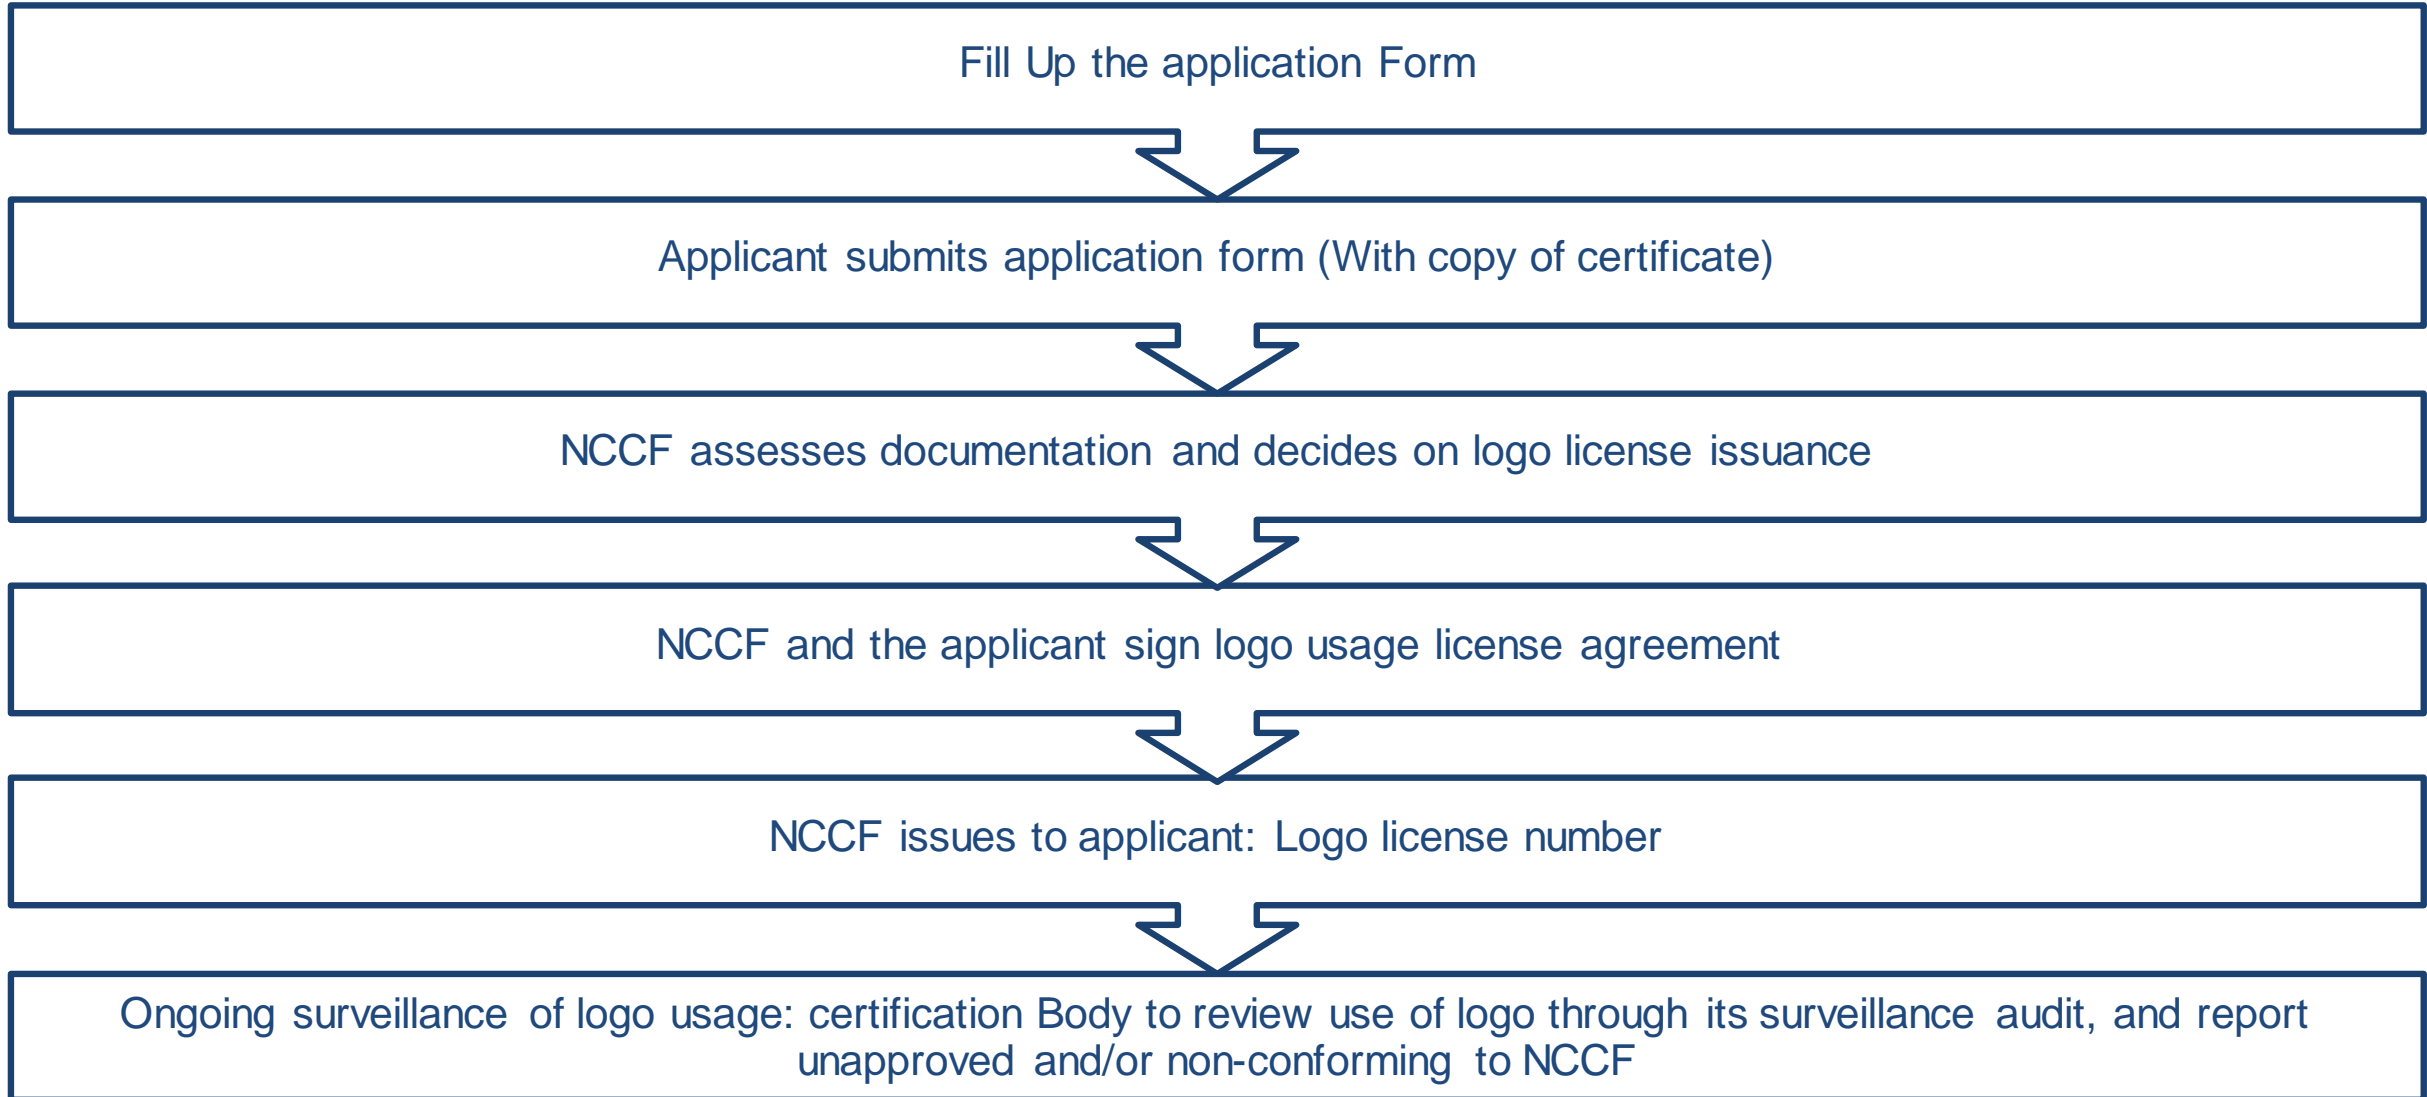 Fill Up the application Form
Applicant submits application form (With copy of certificate)
NCCF assesses documentation and decides on logo license issuance
NCCF and the applicant sign logo usage license agreement
NCCF issues to applicant: Logo license number
Ongoing surveillance of logo usage: certification Body to review use of logo through its surveillance audit, and report
unapproved and/or non-conforming to NCCF